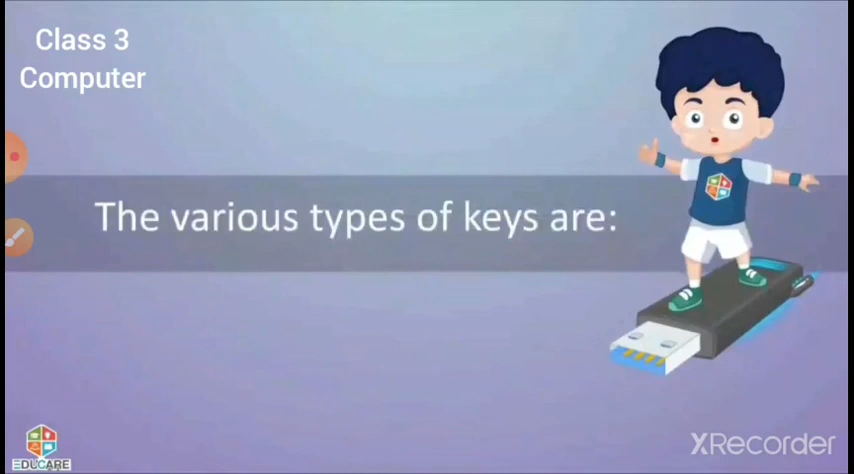 Class 3
Computer
The various types of keys are:
EDUCARE
XRecorder